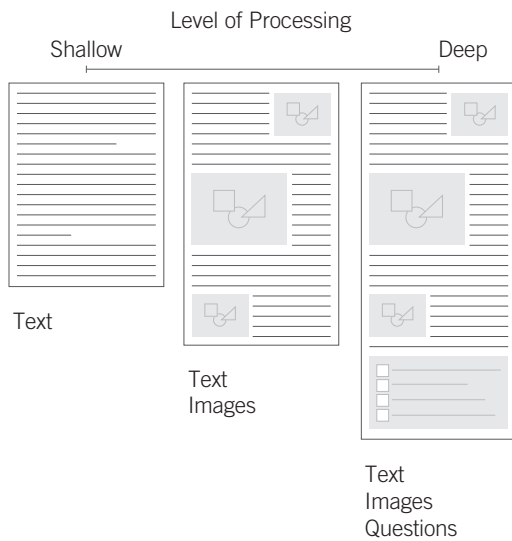 Level of Processing
Shallow
Deep
Text
Text
Images
Text
Images
Questions